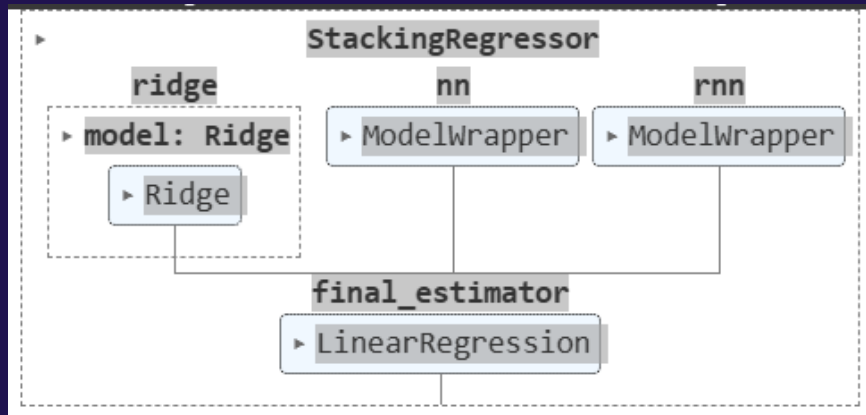 StackingRegressor
ridge nn rnn
model: Ridge ModelWrapper ModelWrapper
Ridge
final_estimator
LinearRegression